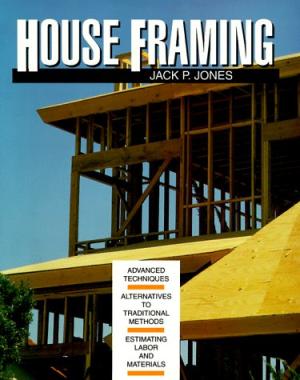 HOUSE FRAMING
JACK P. JONES
ADVANCED
TECHNIQUES
ALTERNATIVES
TO
TRADITIONAL
METHODS
ESTIMATING
LABOR
AND
MATERIALS